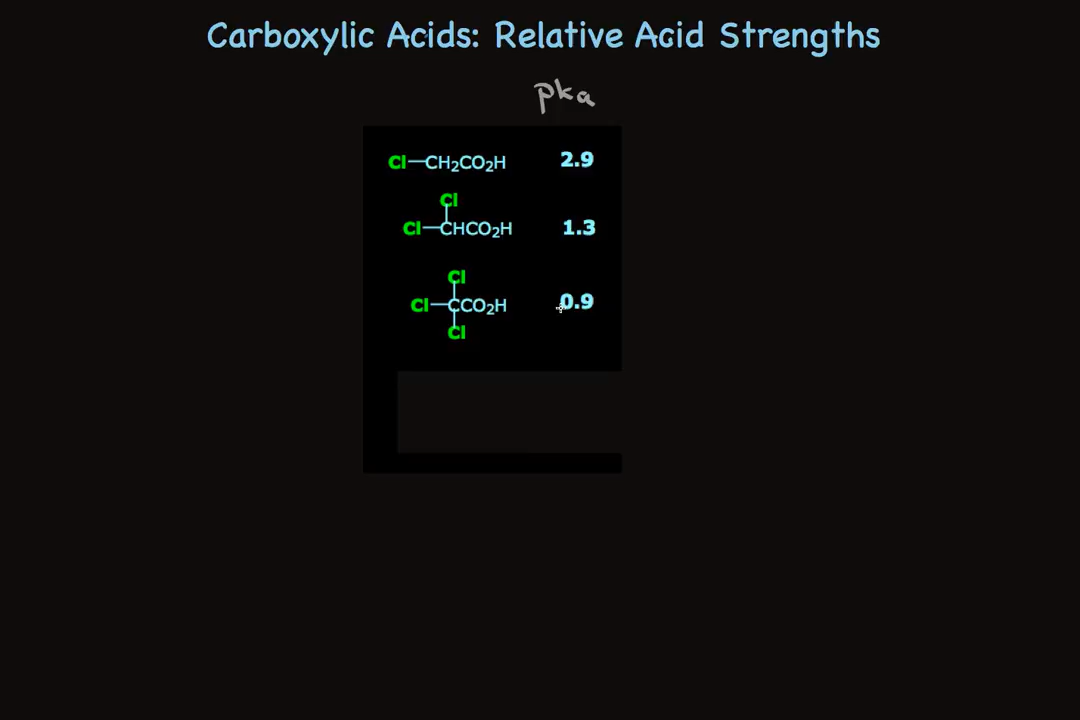 Carboxylic Acids: Relative Acid Strengths
pka
Cl—CH₂CO₂H 2.9
Cl
Cl—CHCO₂H 1.3
Cl
Cl—CCO₂H 0.9
Cl